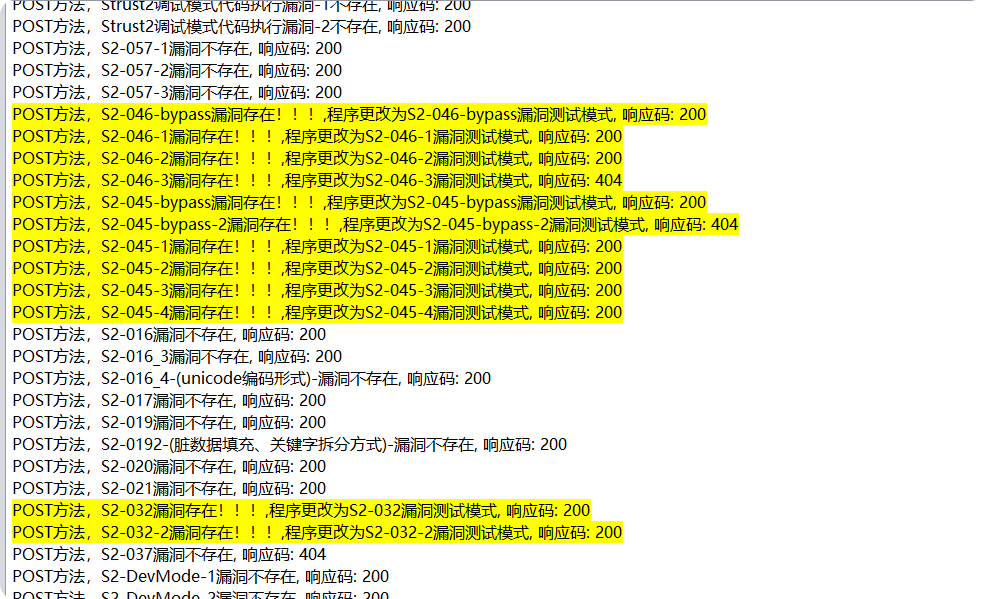 POST方法，Strust2调试模式代码执行漏洞-1不存在, 响应码: 200
POST方法，Strust2调试模式代码执行漏洞-2不存在, 响应码: 200
POST方法，S2-057-1漏洞不存在, 响应码: 200
POST方法，S2-057-2漏洞不存在, 响应码: 200
POST方法，S2-057-3漏洞不存在, 响应码: 200
POST方法，S2-046-bypass漏洞存在！！！,程序更改为S2-046-bypass漏洞测试模式, 响应码: 200
POST方法，S2-046-1漏洞存在！！！,程序更改为S2-046-1漏洞测试模式, 响应码: 200
POST方法，S2-046-2漏洞存在！！！,程序更改为S2-046-2漏洞测试模式, 响应码: 200
POST方法，S2-046-3漏洞存在！！！,程序更改为S2-046-3漏洞测试模式, 响应码: 404
POST方法，S2-045-bypass漏洞存在！！！,程序更改为S2-045-bypass漏洞测试模式, 响应码: 200
POST方法，S2-045-bypass-2漏洞存在！！！,程序更改为S2-045-bypass-2漏洞测试模式, 响应码: 404
POST方法，S2-045-1漏洞存在！！！,程序更改为S2-045-1漏洞测试模式, 响应码: 200
POST方法，S2-045-2漏洞存在！！！,程序更改为S2-045-2漏洞测试模式, 响应码: 200
POST方法，S2-045-3漏洞存在！！！,程序更改为S2-045-3漏洞测试模式, 响应码: 200
POST方法，S2-045-4漏洞存在！！！,程序更改为S2-045-4漏洞测试模式, 响应码: 200
POST方法，S2-016漏洞不存在, 响应码: 200
POST方法，S2-016_3漏洞不存在, 响应码: 200
POST方法，S2-016_4-(unicode编码形式)-漏洞不存在, 响应码: 200
POST方法，S2-017漏洞不存在, 响应码: 200
POST方法，S2-019漏洞不存在, 响应码: 200
POST方法，S2-0192-(脏数据填充、关键字拆分方式)-漏洞不存在, 响应码: 200
POST方法，S2-020漏洞不存在, 响应码: 200
POST方法，S2-021漏洞不存在, 响应码: 200
POST方法，S2-032漏洞存在！！！,程序更改为S2-032漏洞测试模式, 响应码: 200
POST方法，S2-032-2漏洞存在！！！,程序更改为S2-032-2漏洞测试模式, 响应码: 200
POST方法，S2-037漏洞不存在, 响应码: 404
POST方法，S2-DevMode-1漏洞不存在, 响应码: 200
POST方法，S2-DevMode-2漏洞不存在, 响应码: 200